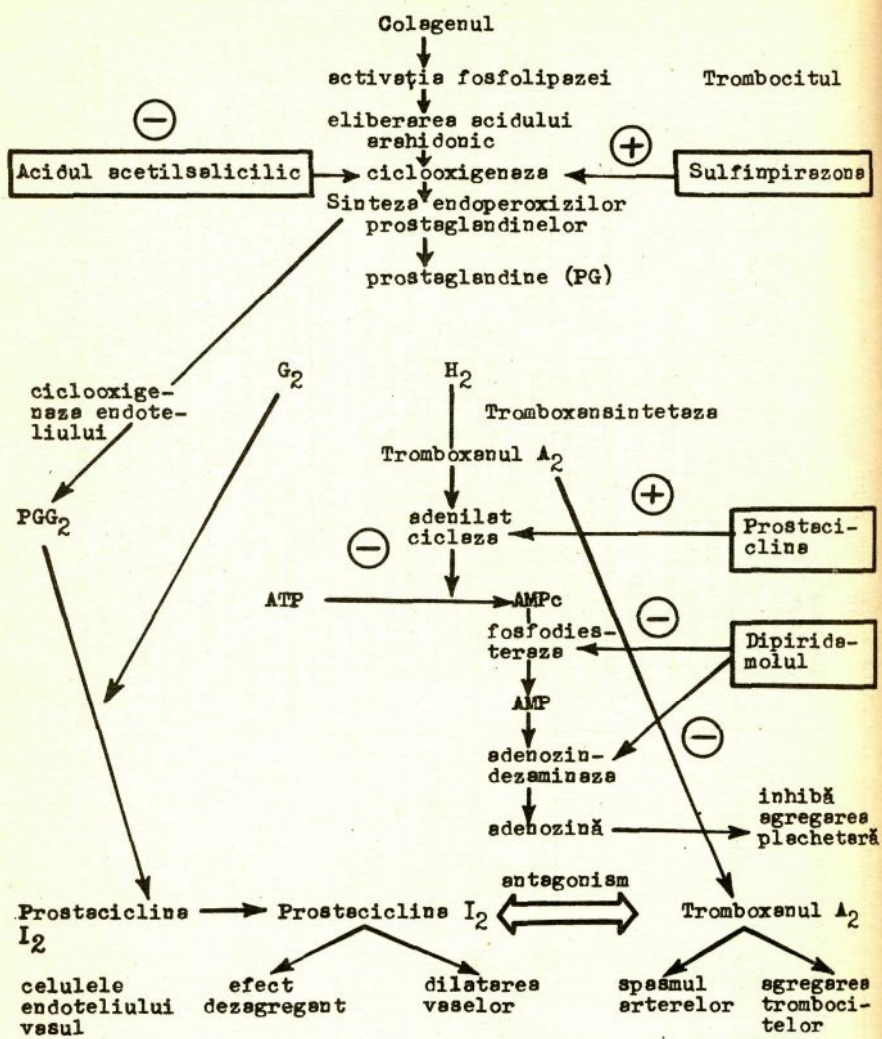 Colagenul
activaţia fosfolipazei
Trombocitul
−
eliberarea acidului
arahidonic
+
Acidul acetilsalicilic
ciclooxigenaza
Sulfinpirazona
Sinteza endoperoxizilor
prostaglandinelor
prostaglandine (PG)
G2
H2
ciclooxige-
naza endote-
liului
Tromboxansintetaza
Tromboxanul A2
+
PGG2
adenilat
ciclaza
Prostaci-
clina
−
ATP
AMPc
−
fosfodies-
teraza
Dipirida-
molul
AMP
−
adenozin-
dezaminaza
adenozină
inhibă
agregarea
plachetară
antagonism
Prostaciclina
I2
Prostaciclina I2
Tromboxanul A2
celulele
endoteliului
vasul
efect
dezagregant
dilatarea
vaselor
spasmul
arterelor
agregarea
tromboci-
telor